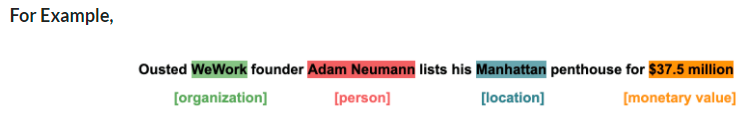 For Example,
Ousted WeWork founder Adam Neumann lists his Manhattan penthouse for $37.5 million
[organization] [person] [location] [monetary value]